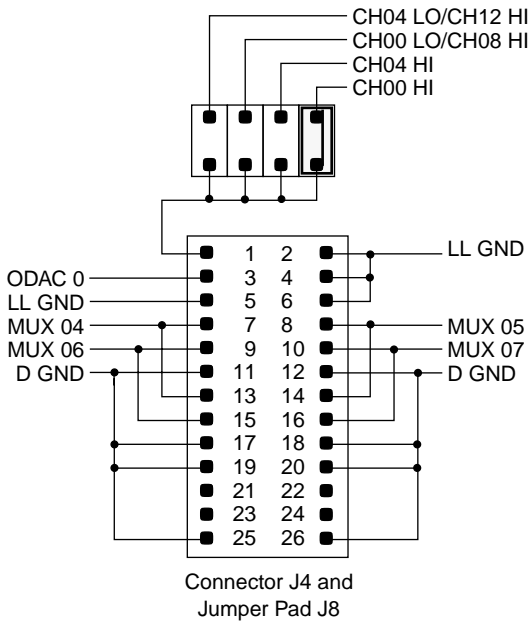 CH04 LO/CH12 HI
CH00 LO/CH08 HI
CH04 HI
CH00 HI
1 2 LL GND
ODAC 0 3 4
LL GND 5 6
MUX 04 7 8 MUX 05
MUX 06 9 10 MUX 07
D GND 11 12 D GND
13 14
15 16
17 18
19 20
21 22
23 24
25 26
Connector J4 and
Jumper Pad J8